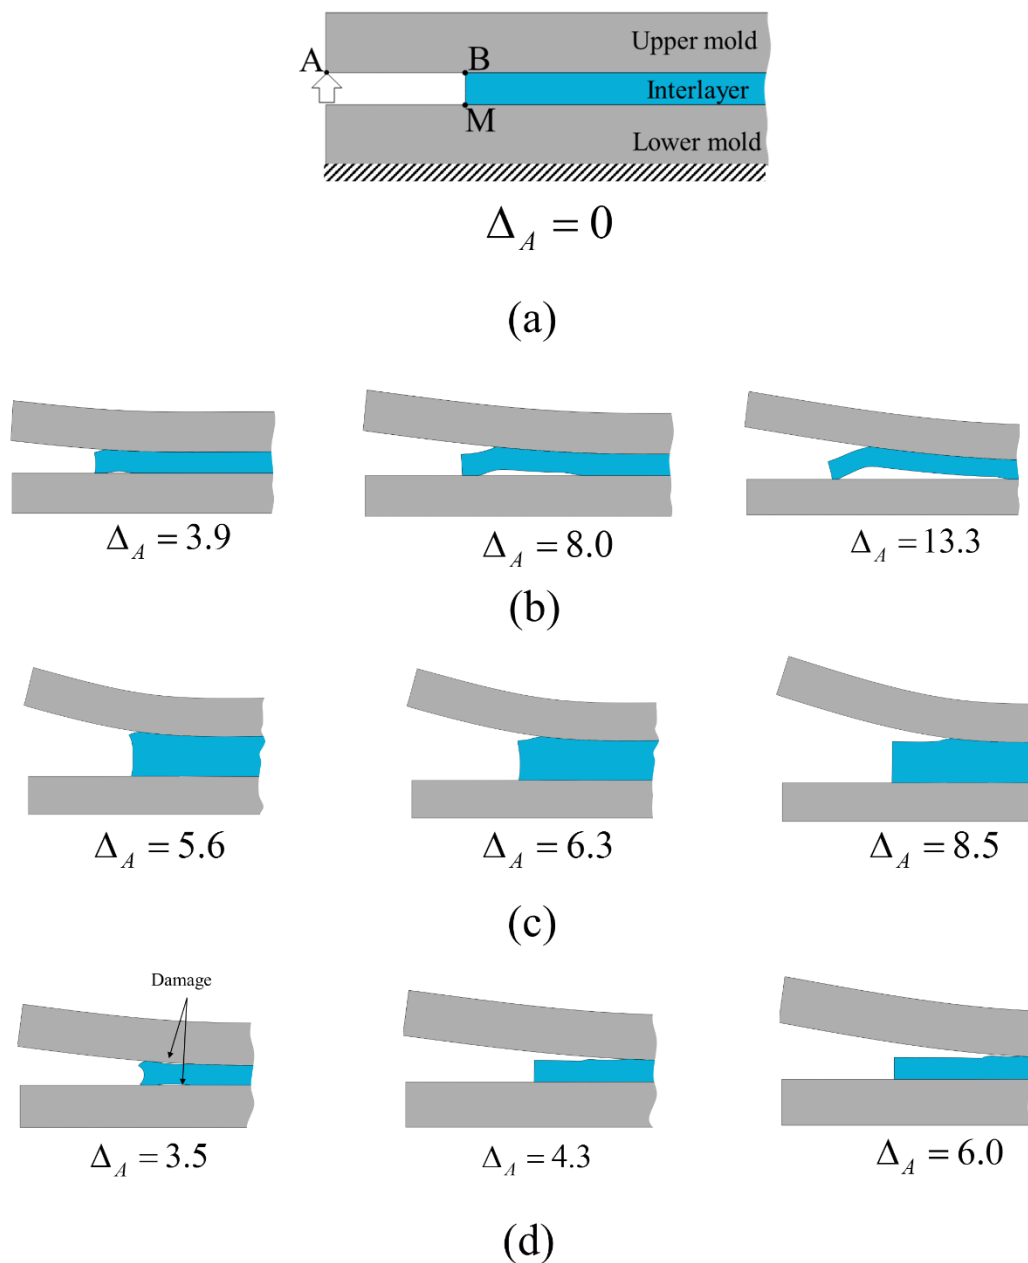 Upper mold
A
B
Interlayer
M
Lower mold
Δ_A = 0
(a)
Δ_A = 3.9
Δ_A = 8.0
Δ_A = 13.3
(b)
Δ_A = 5.6
Δ_A = 6.3
Δ_A = 8.5
(c)
Damage
Δ_A = 3.5
Δ_A = 4.3
Δ_A = 6.0
(d)